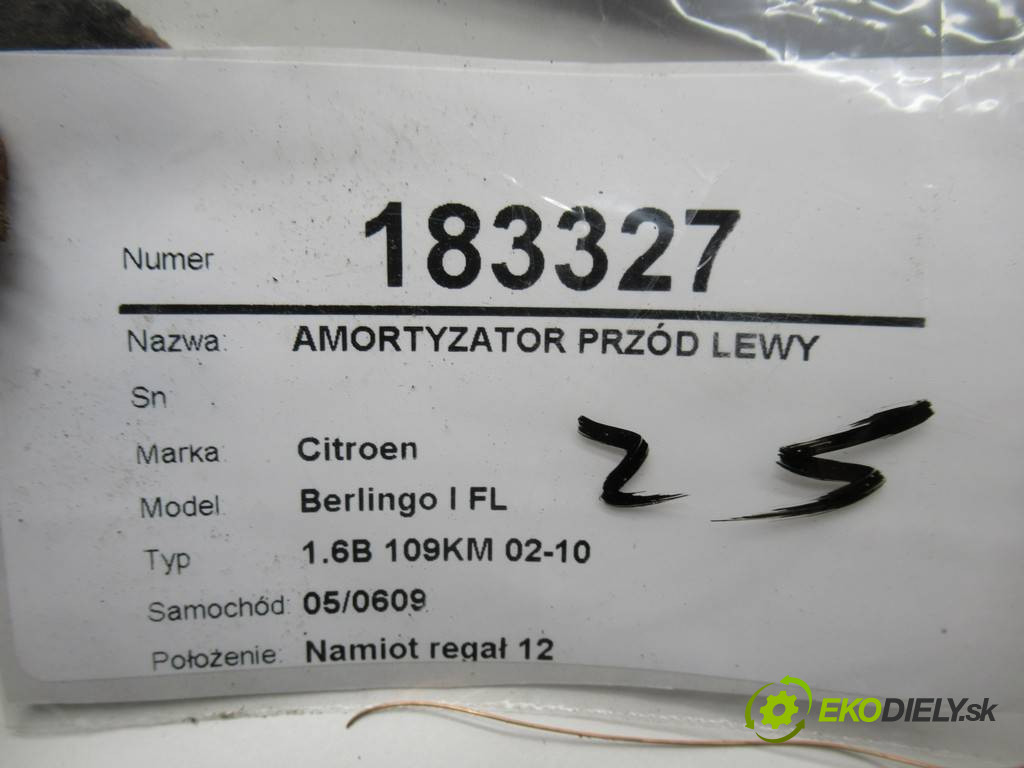 Numer 183327
Nazwa: AMORTYZATOR PRZÓD LEWY
Sn
Marka: Citroen
Model Berlingo I FL
Typ 1.6B 109KM 02-10
Samochód: 05/0609
Położenie: Namiot regał 12
25
EKODIELY.sk